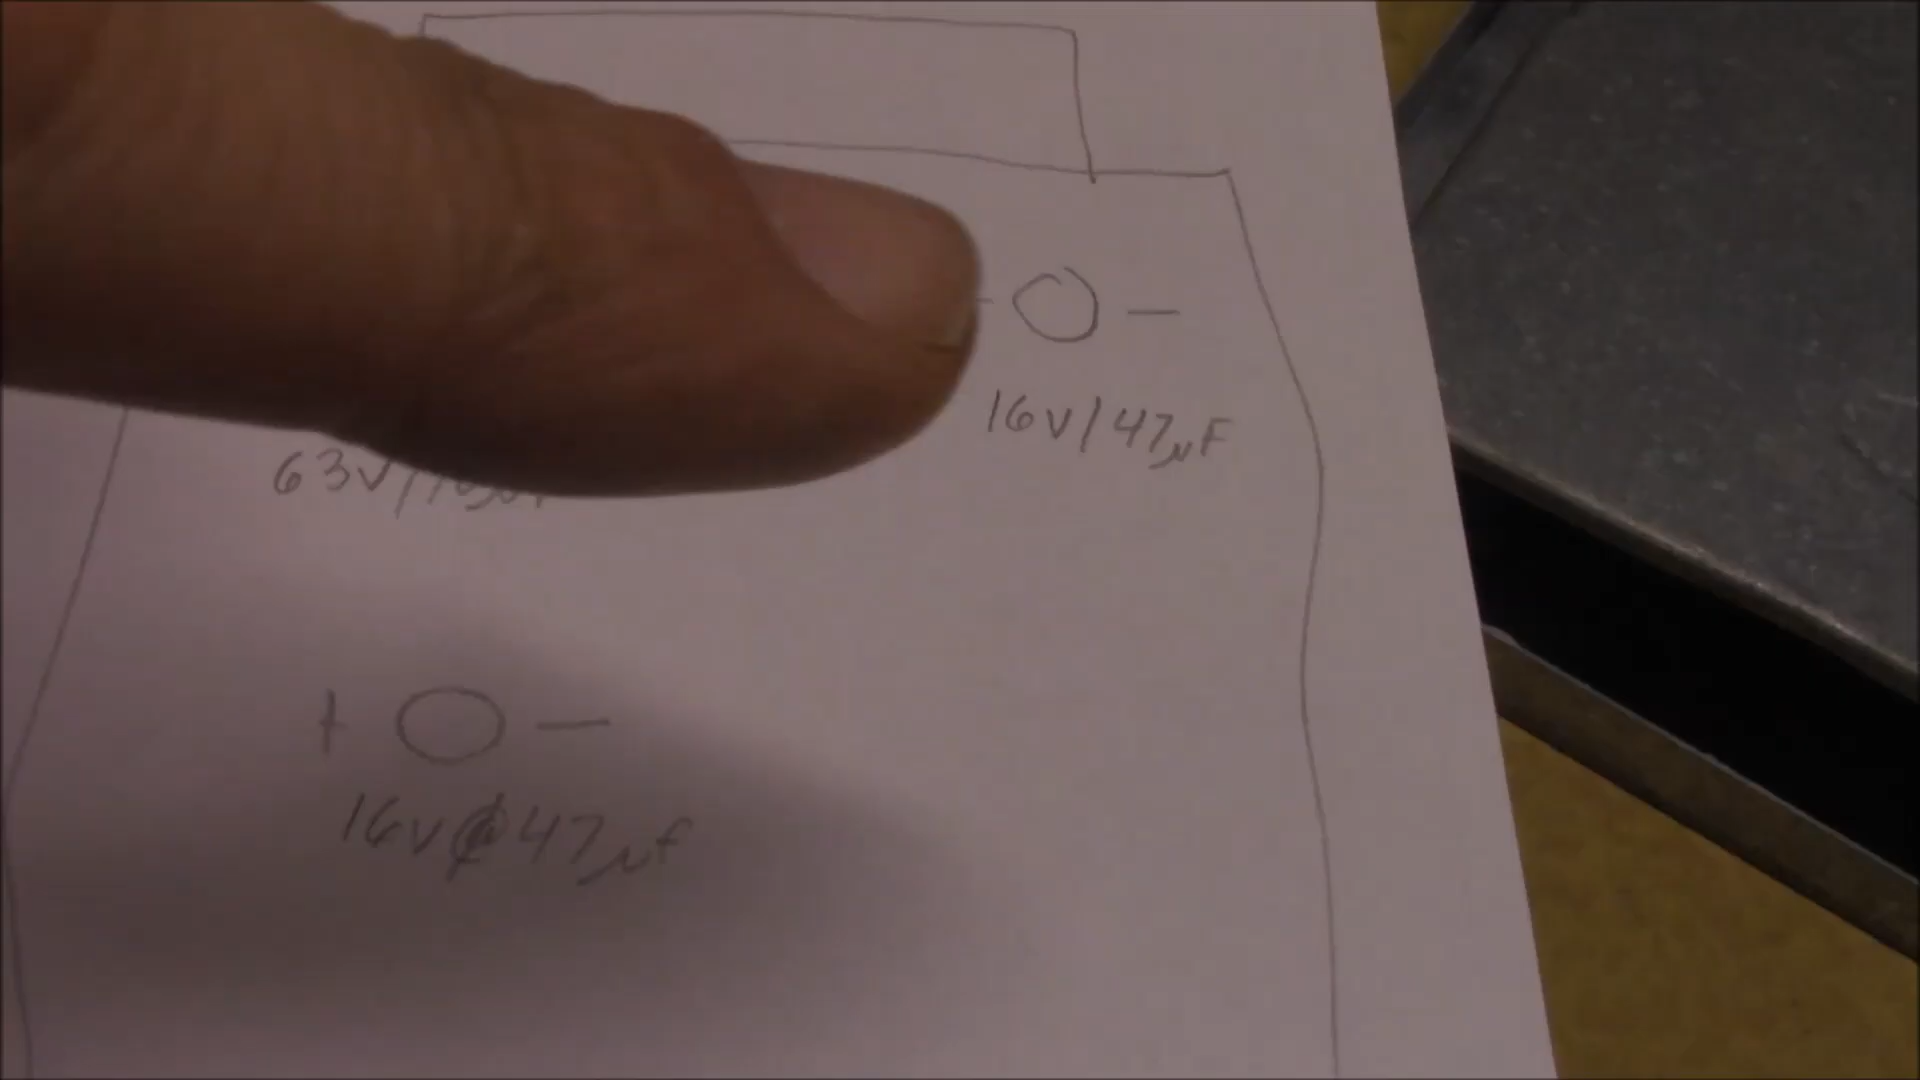 O —
16V/47µF
63V/
+ O —
16V@47µF